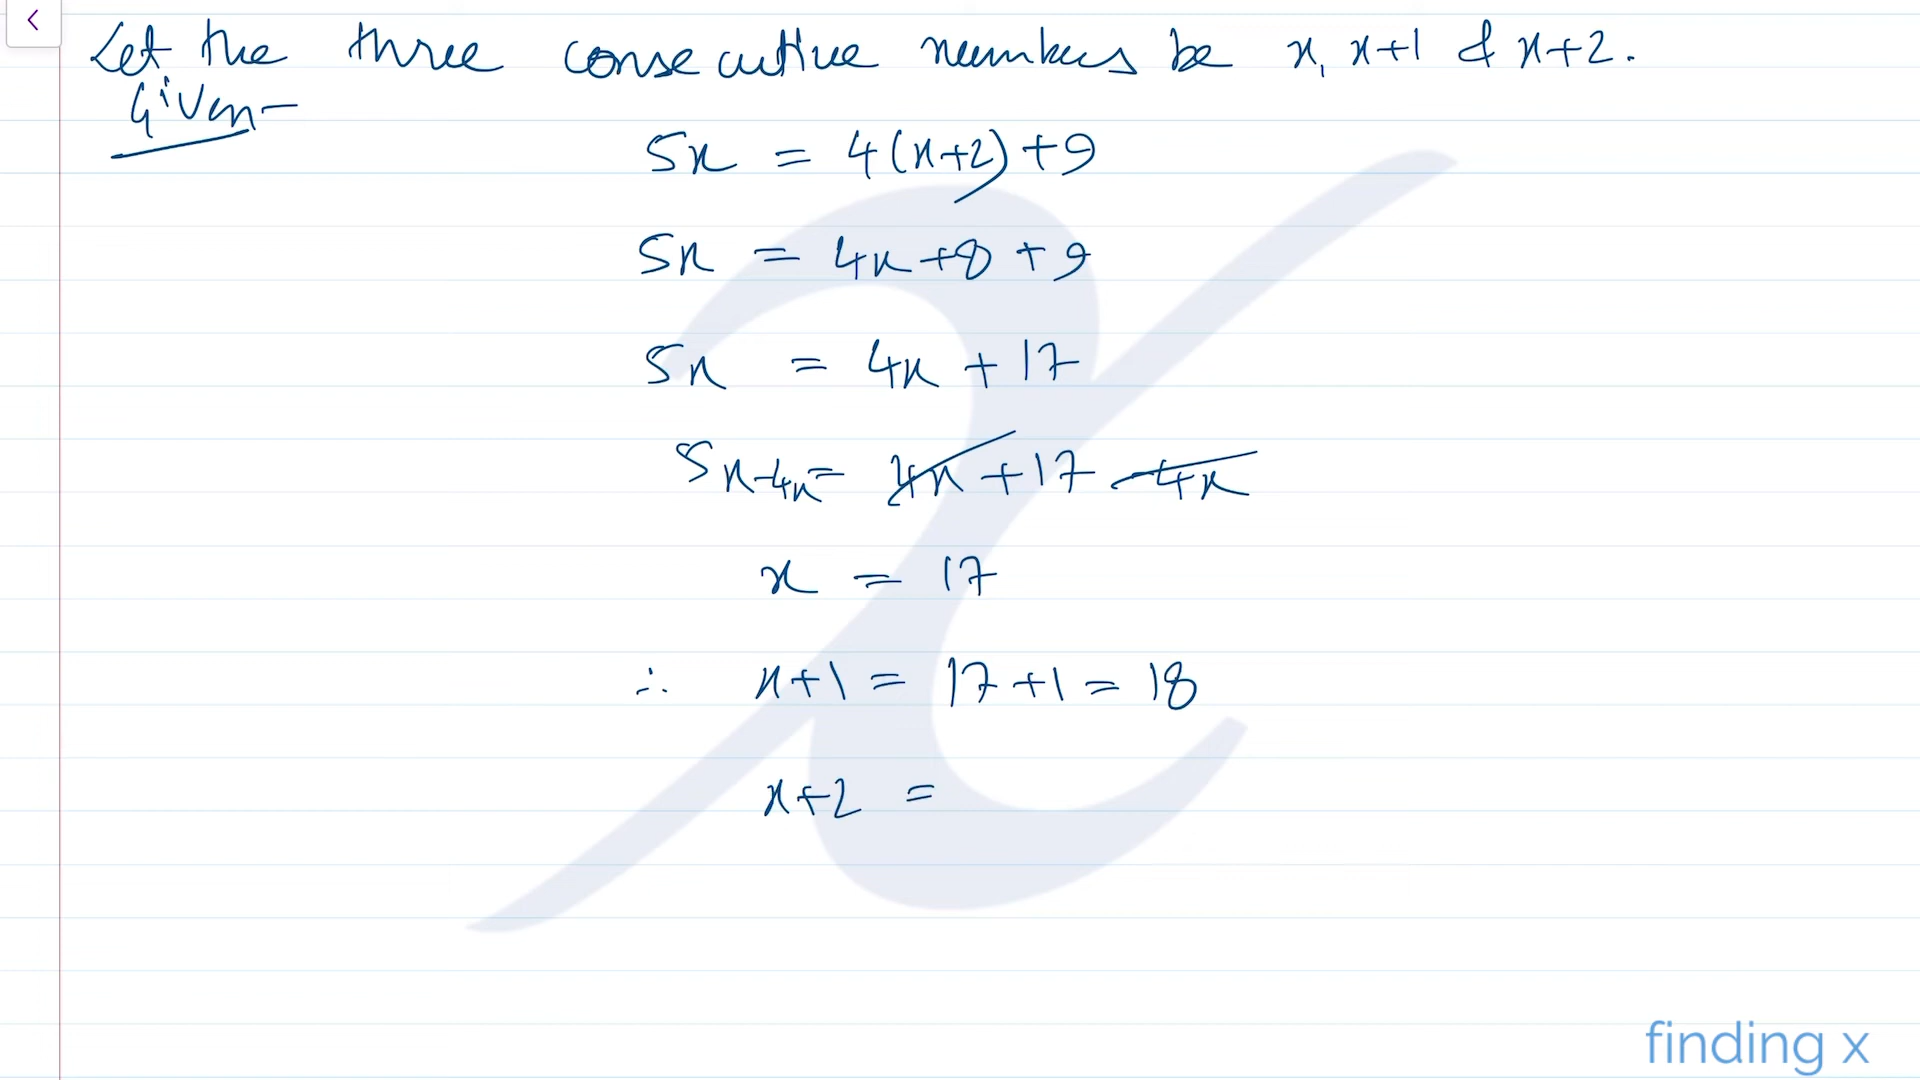 Let the three consecutive numbers be x, x+1 & x+2.
Given-
5x = 4(x+2)+9
5x = 4x+8+9
5x = 4x+17
5x-4x= 4x+17-4x
x = 17
∴ x+1 = 17+1 = 18
x+2 =
finding x